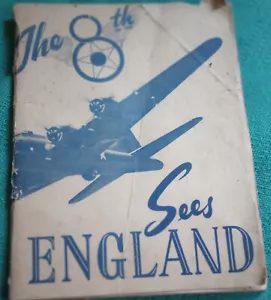 The 8th
Sees
ENGLAND